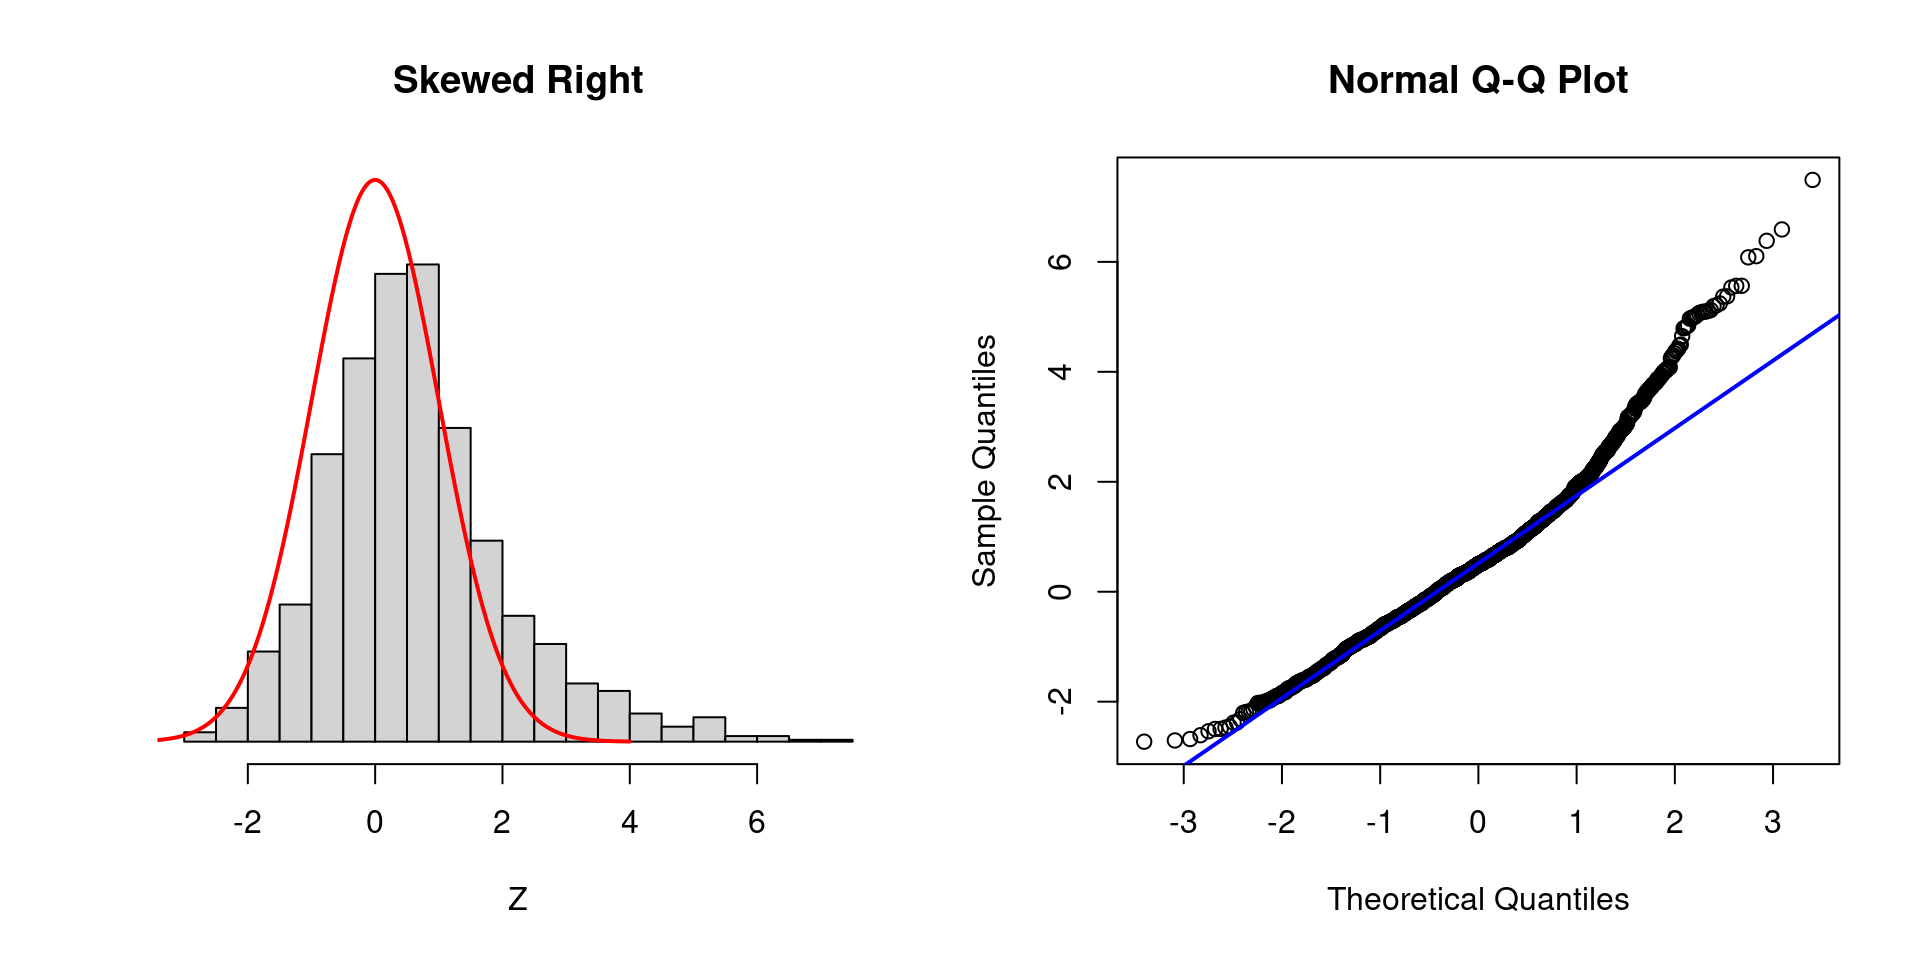 Skewed Right
-2 0 2 4 6
Z
Normal Q-Q Plot
Sample Quantiles
6
4
2
0
-2
-3 -2 -1 0 1 2 3
Theoretical Quantiles